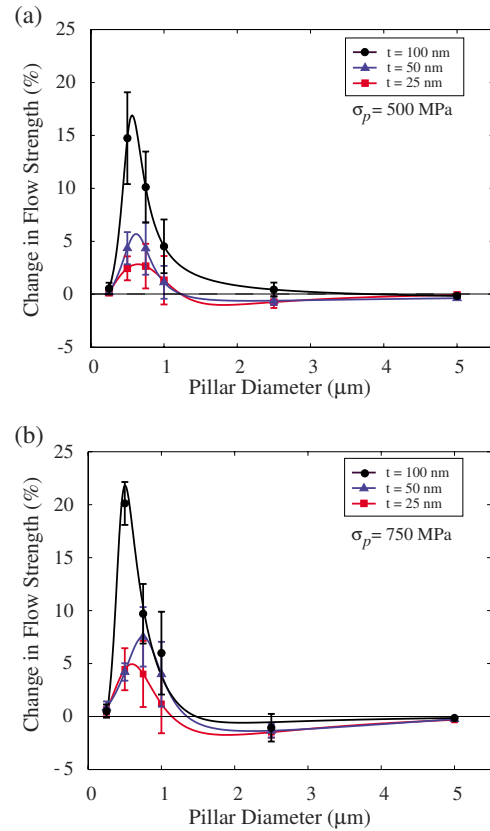 (a)
25
20
15
10
5
0
-5
Change in Flow Strength (%)
t = 100 nm
t = 50 nm
t = 25 nm
σp= 500 MPa
0 1 2 3 4 5
Pillar Diameter (μm)
(b)
25
20
15
10
5
0
-5
Change in Flow Strength (%)
t = 100 nm
t = 50 nm
t = 25 nm
σp= 750 MPa
0 1 2 3 4 5
Pillar Diameter (μm)